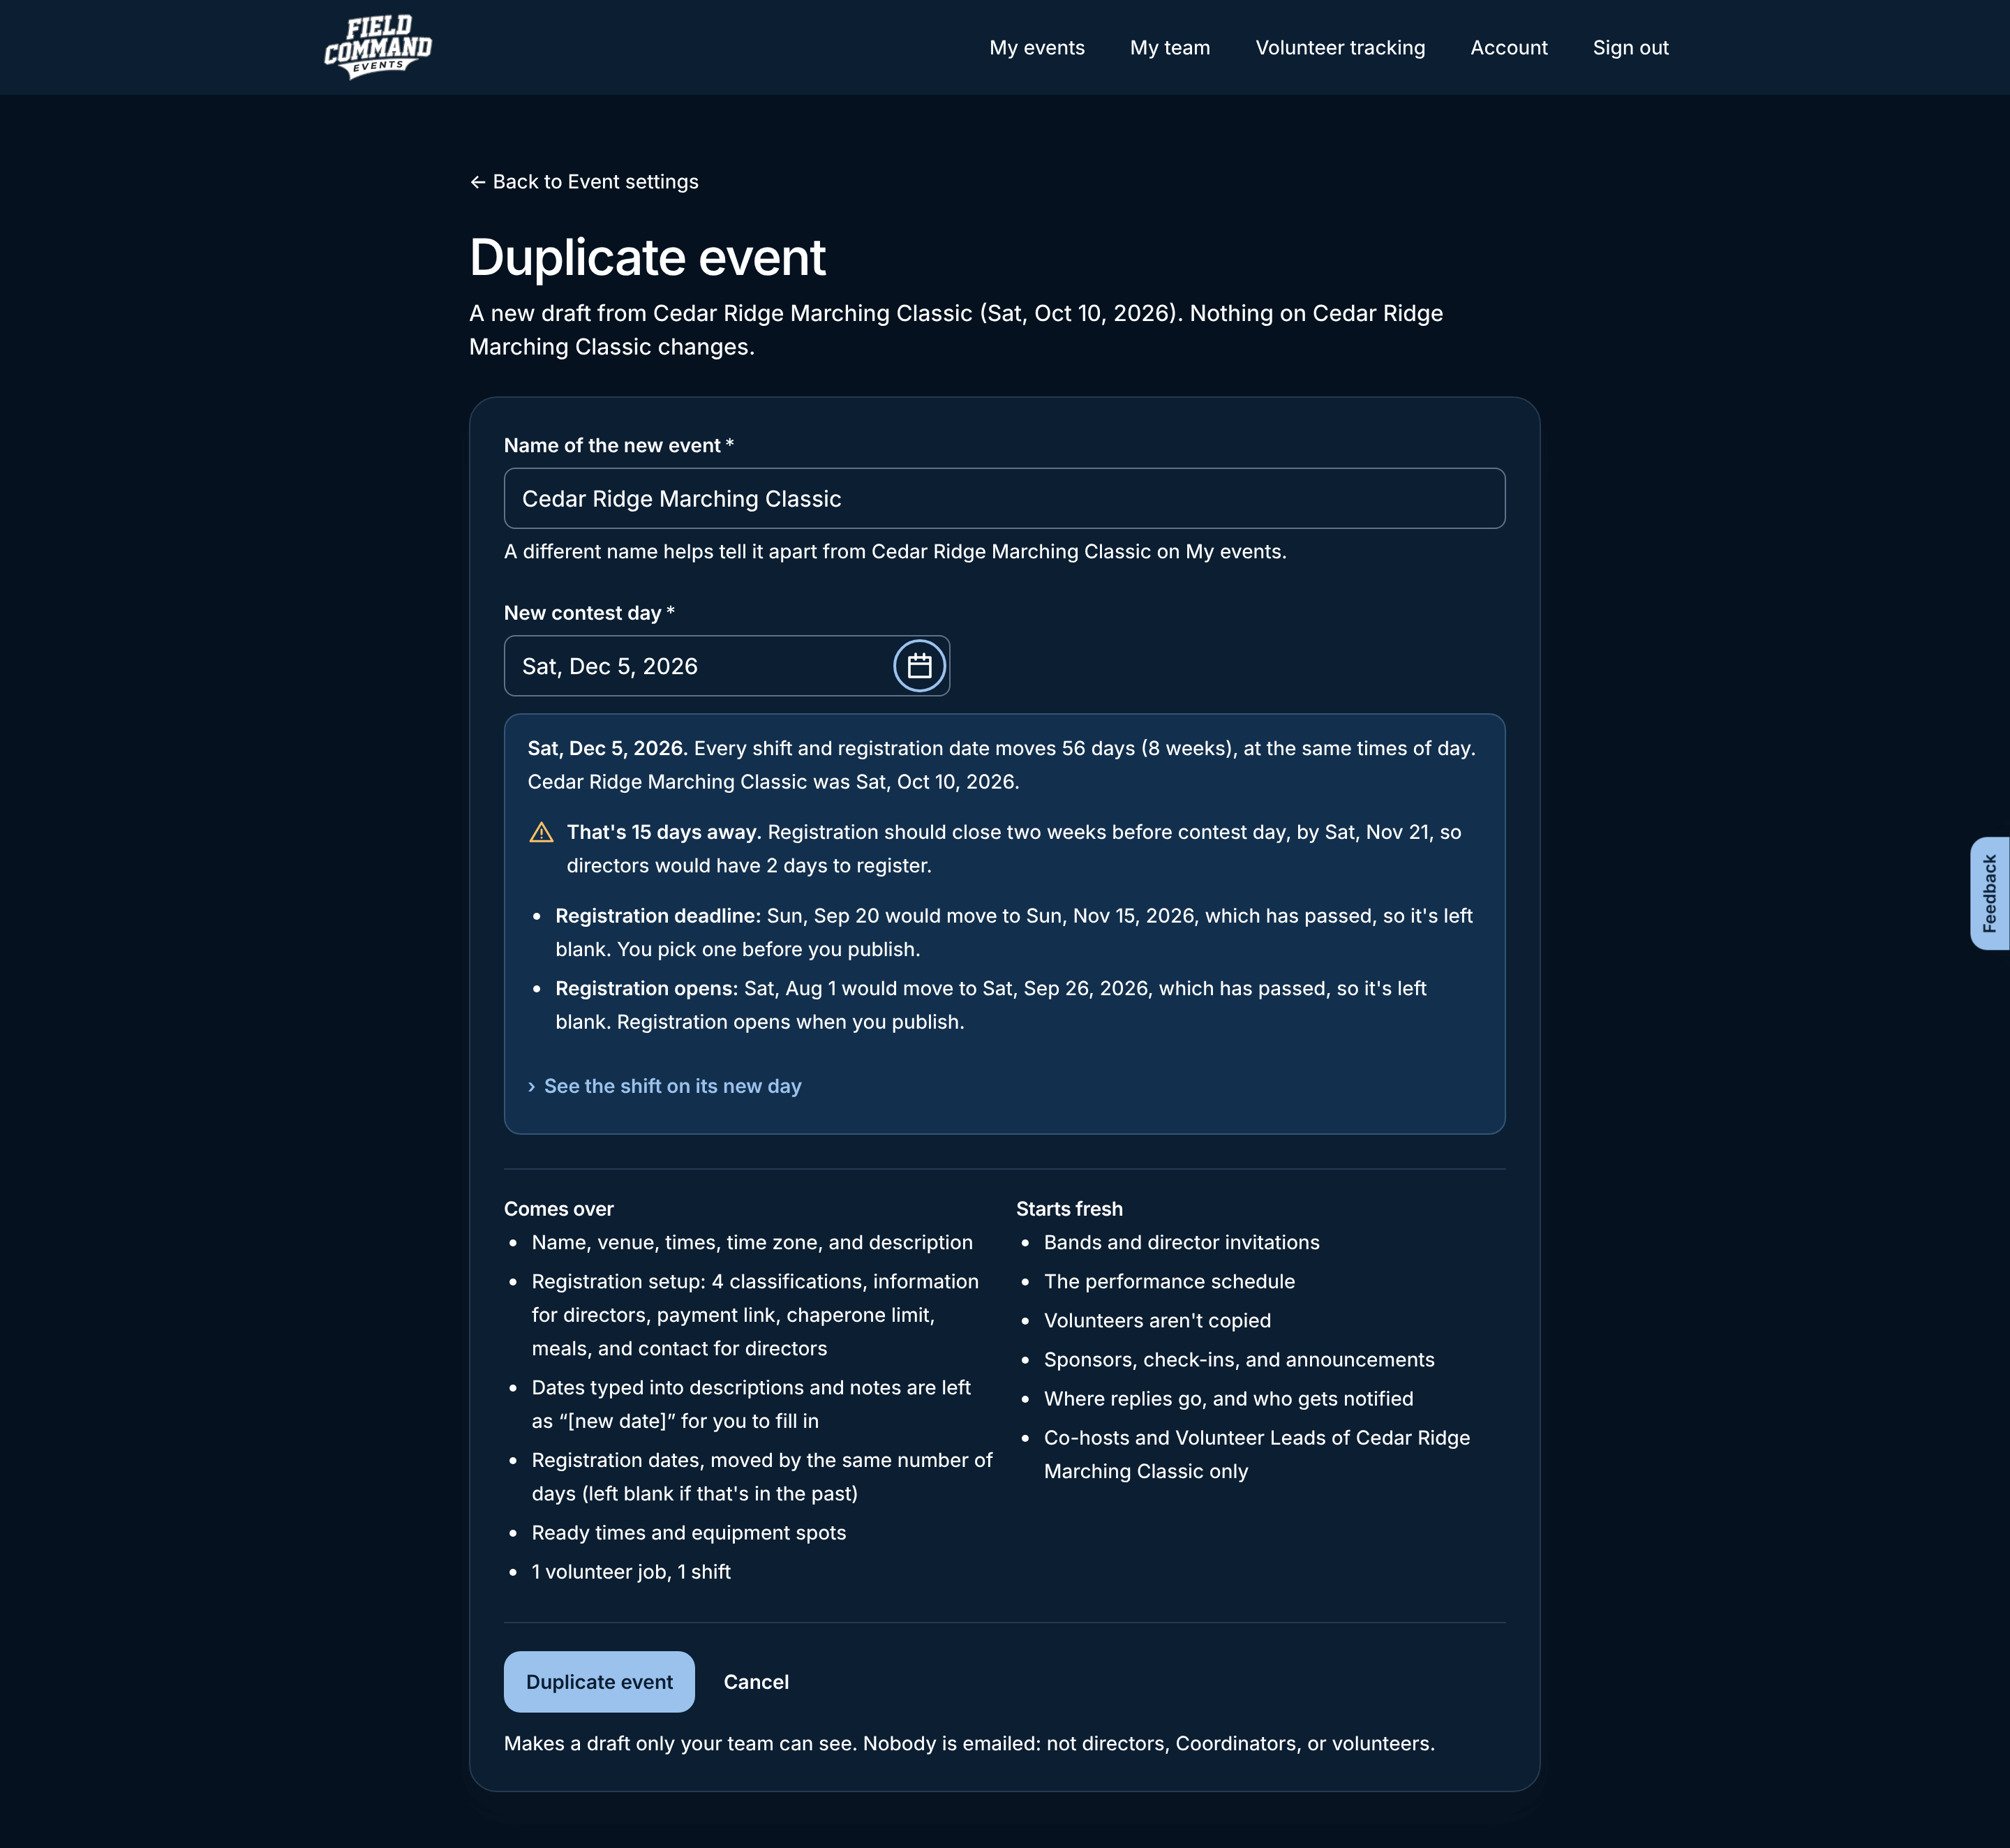 FIELD
COMMAND
EVENTS
My events
My team
Volunteer tracking
Account
Sign out
← Back to Event settings
Duplicate event
A new draft from Cedar Ridge Marching Classic (Sat, Oct 10, 2026). Nothing on Cedar Ridge
Marching Classic changes.
Name of the new event *
Cedar Ridge Marching Classic
A different name helps tell it apart from Cedar Ridge Marching Classic on My events.
New contest day *
Sat, Dec 5, 2026
Sat, Dec 5, 2026. Every shift and registration date moves 56 days (8 weeks), at the same times of day.
Cedar Ridge Marching Classic was Sat, Oct 10, 2026.
That's 15 days away. Registration should close two weeks before contest day, by Sat, Nov 21, so
directors would have 2 days to register.
• Registration deadline: Sun, Sep 20 would move to Sun, Nov 15, 2026, which has passed, so it's left
blank. You pick one before you publish.
• Registration opens: Sat, Aug 1 would move to Sat, Sep 26, 2026, which has passed, so it's left
blank. Registration opens when you publish.
› See the shift on its new day
Comes over
• Name, venue, times, time zone, and description
• Registration setup: 4 classifications, information
for directors, payment link, chaperone limit,
meals, and contact for directors
• Dates typed into descriptions and notes are left
as “[new date]” for you to fill in
• Registration dates, moved by the same number of
days (left blank if that's in the past)
• Ready times and equipment spots
• 1 volunteer job, 1 shift
Starts fresh
• Bands and director invitations
• The performance schedule
• Volunteers aren't copied
• Sponsors, check-ins, and announcements
• Where replies go, and who gets notified
• Co-hosts and Volunteer Leads of Cedar Ridge
Marching Classic only
Duplicate event
Cancel
Makes a draft only your team can see. Nobody is emailed: not directors, Coordinators, or volunteers.
Feedback